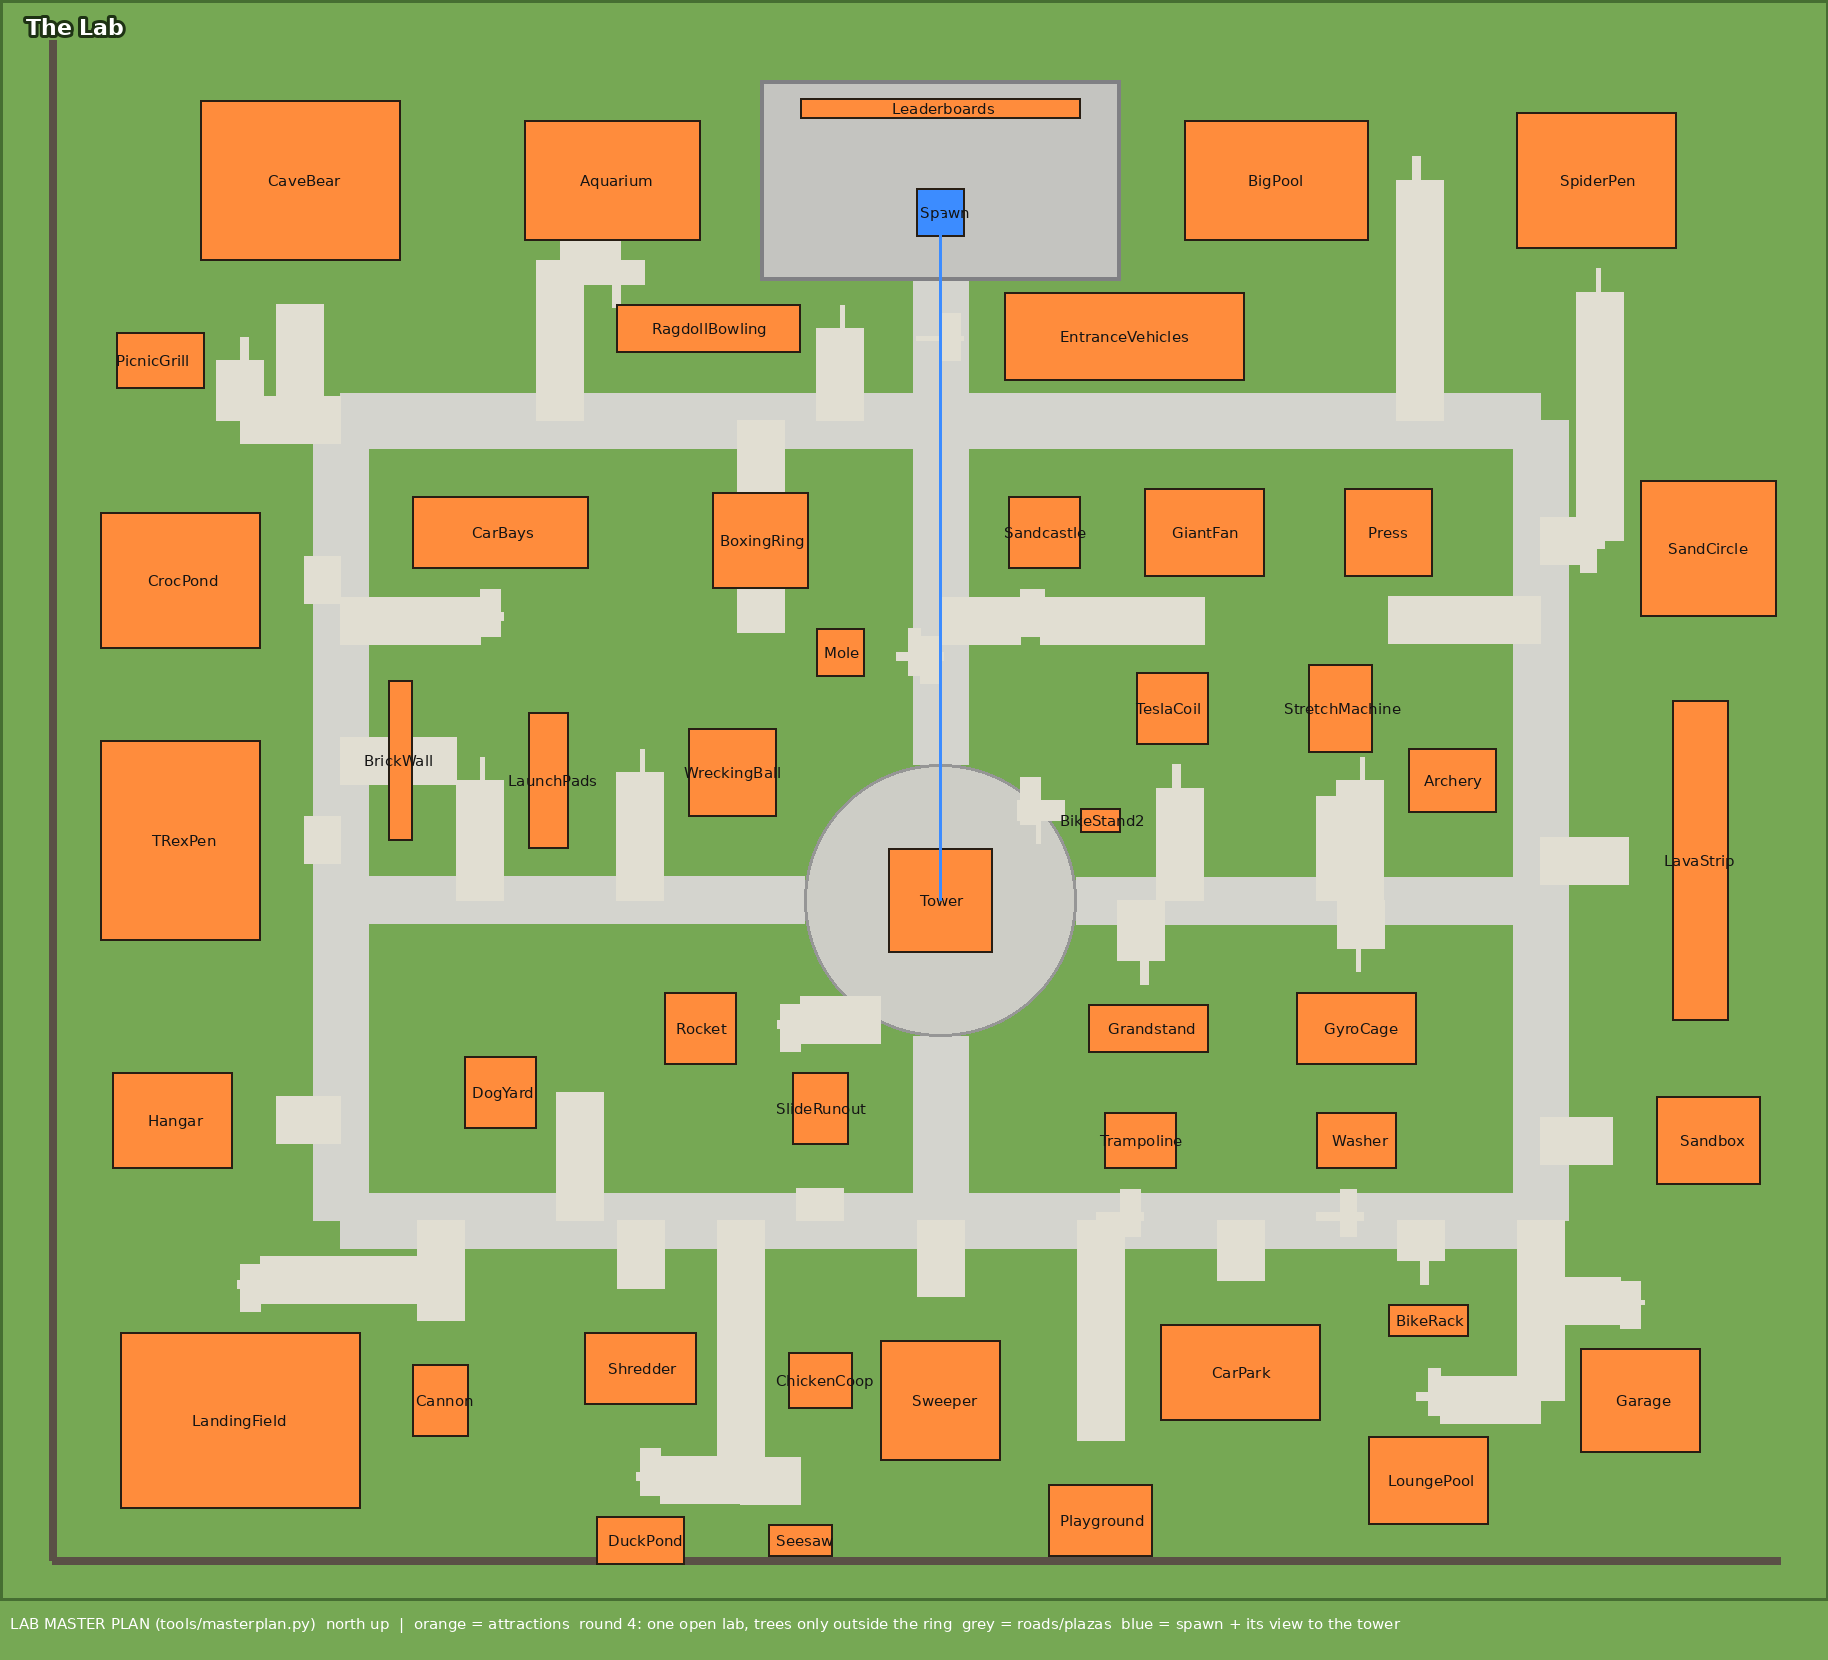 The Lab
Leaderboards
CaveBear
Aquarium
BigPool
SpiderPen
Spawn
RagdollBowling
EntranceVehicles
PicnicGrill
CarBays
BoxingRing
Sandcastle
GiantFan
Press
SandCircle
CrocPond
Mole
TeslaCoil
StretchMachine
BrickWall
LaunchPads
WreckingBall
Archery
BikeStand2
TRexPen
LavaStrip
Tower
Rocket
Grandstand
GyroCage
DogYard
SlideRunout
Hangar
Trampoline
Washer
Sandbox
BikeRack
Shredder
ChickenCoop
CarPark
Cannon
Sweeper
Garage
LandingField
LoungePool
Playground
DuckPond
Seesaw
LAB MASTER PLAN (tools/masterplan.py) north up | orange = attractions round 4: one open lab, trees only outside the ring grey = roads/plazas blue = spawn + its view to the tower